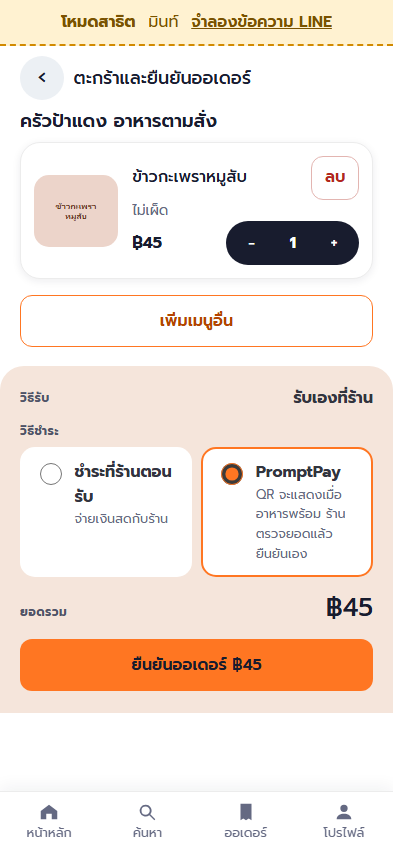 โหมดสาธิต มินท์ จำลองข้อความ LINE
ตะกร้าและยืนยันออเดอร์
ครัวป้าแดง อาหารตามสั่ง
ข้าวกะเพราหมูสับ
ลบ
ข้าวกะเพรา
หมูสับ
ไม่เผ็ด
฿45
– 1 +
เพิ่มเมนูอื่น
วิธีรับ รับเองที่ร้าน
วิธีชำระ
ชำระที่ร้านตอน
รับ
จ่ายเงินสดกับร้าน
PromptPay
QR จะแสดงเมื่อ
อาหารพร้อม ร้าน
ตรวจยอดแล้ว
ยืนยันเอง
ยอดรวม ฿45
ยืนยันออเดอร์ ฿45
หน้าหลัก ค้นหา ออเดอร์ โปรไฟล์